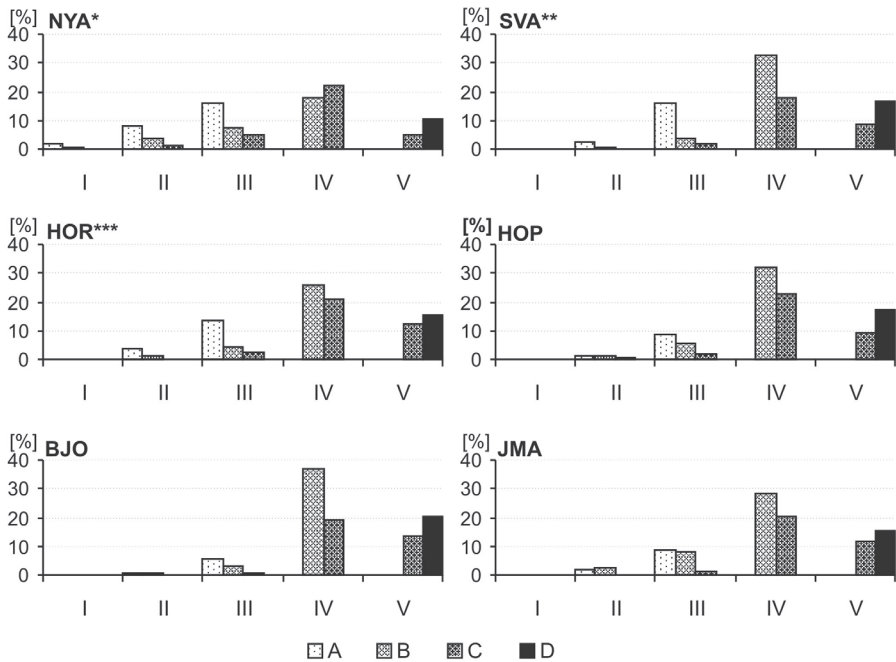 [%] NYA*
40
30
20
10
0
I II III IV V
[%] SVA**
40
30
20
10
0
I II III IV V
[%] HOR***
40
30
20
10
0
I II III IV V
[%] HOP
40
30
20
10
0
I II III IV V
[%] BJO
40
30
20
10
0
I II III IV V
[%] JMA
40
30
20
10
0
I II III IV V
A B C D